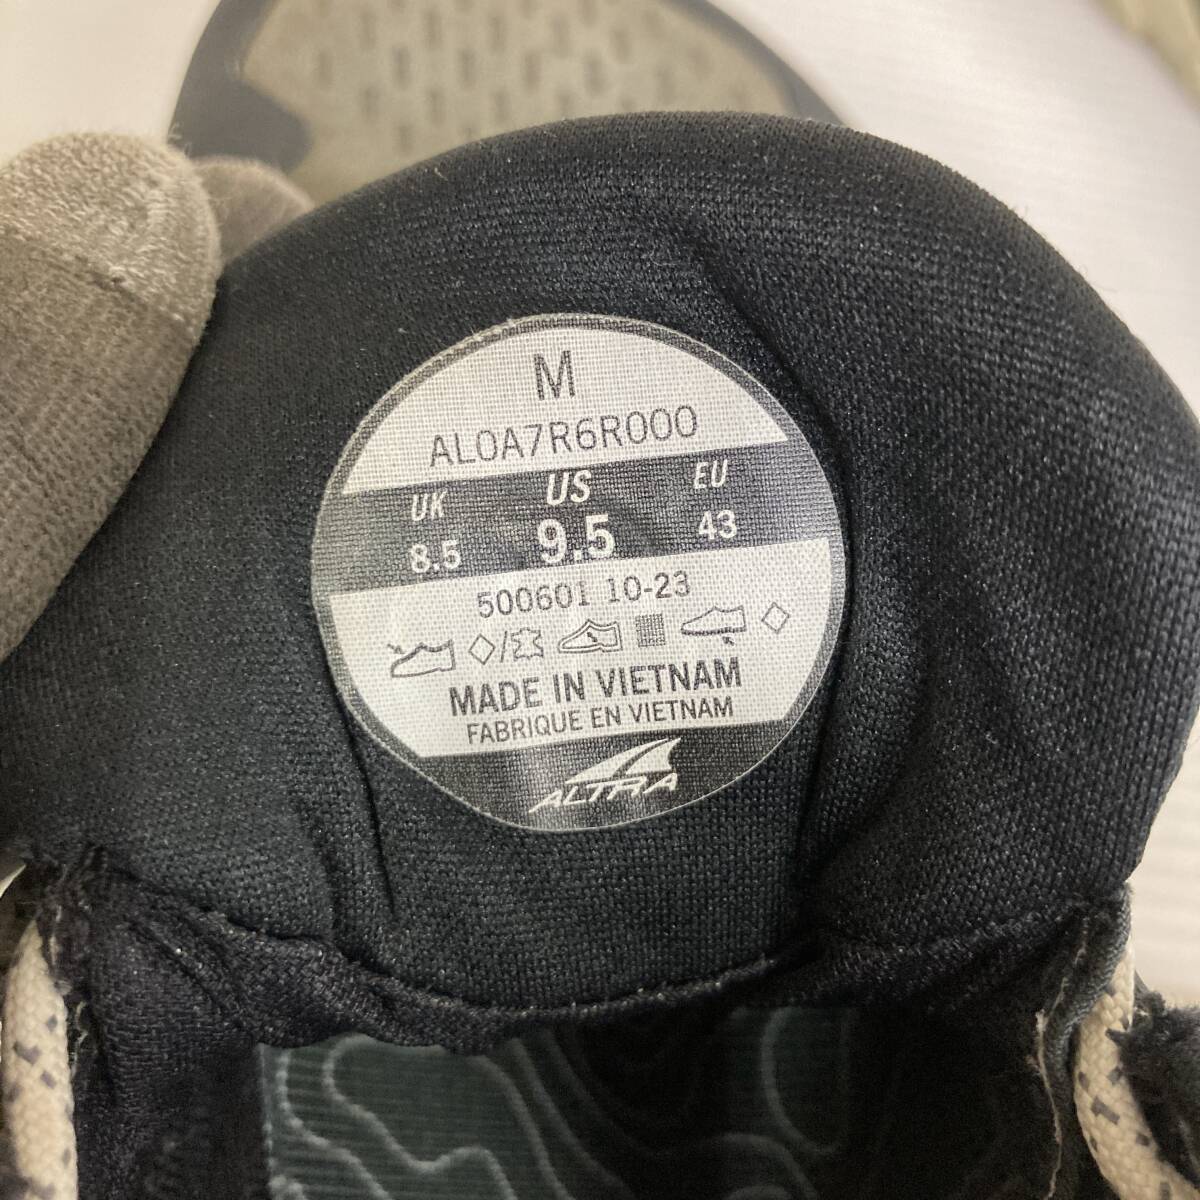 M
AL0A7R6R000
UK US EU
8.5 9.5 43
500601 10-23
MADE IN VIETNAM
FABRIQUE EN VIETNAM
ALTRA